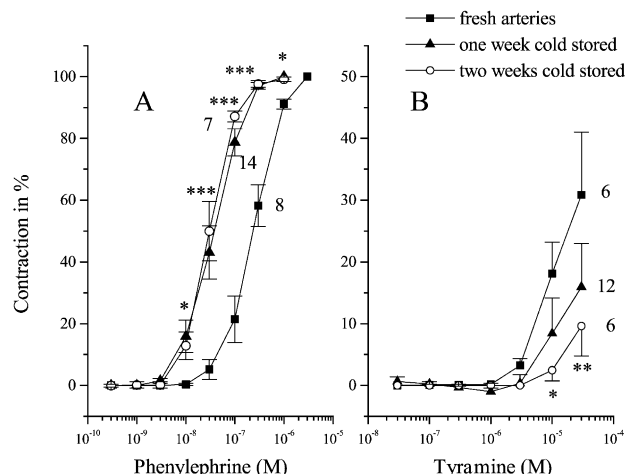 fresh arteries
one week cold stored
two weeks cold stored
A
B
Contraction in %
100
80
60
40
20
0
*
***
***
***
*
7
14
8
10⁻¹⁰ 10⁻⁹ 10⁻⁸ 10⁻⁷ 10⁻⁶ 10⁻⁵
Phenylephrine (M)
50
40
30
20
10
0
6
12
6
*
**
10⁻⁸ 10⁻⁷ 10⁻⁶ 10⁻⁵ 10⁻⁴
Tyramine (M)